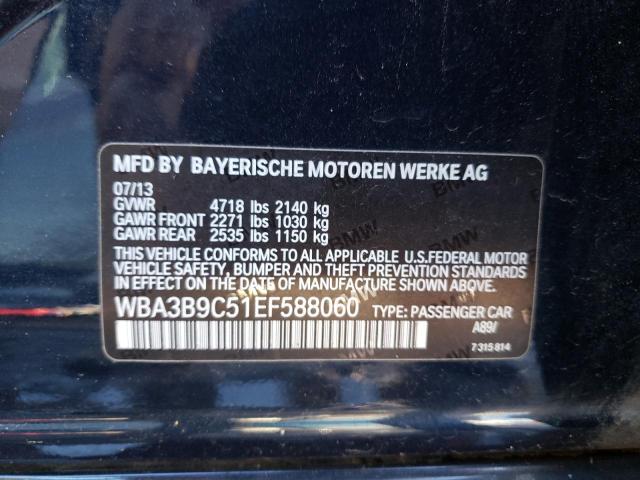 MFD BY BAYERISCHE MOTOREN WERKE AG
07/13
GVWR 4718 lbs 2140 kg
GAWR FRONT 2271 lbs 1030 kg
GAWR REAR 2535 lbs 1150 kg
THIS VEHICLE CONFORMS TO ALL APPLICABLE U.S.FEDERAL MOTOR
VEHICLE SAFETY, BUMPER AND THEFT PREVENTION STANDARDS
IN EFFECT ON THE DATE OF MANUFACTURE SHOWN ABOVE.
WBA3B9C51EF588060 TYPE: PASSENGER CAR
A89/
7 315 814